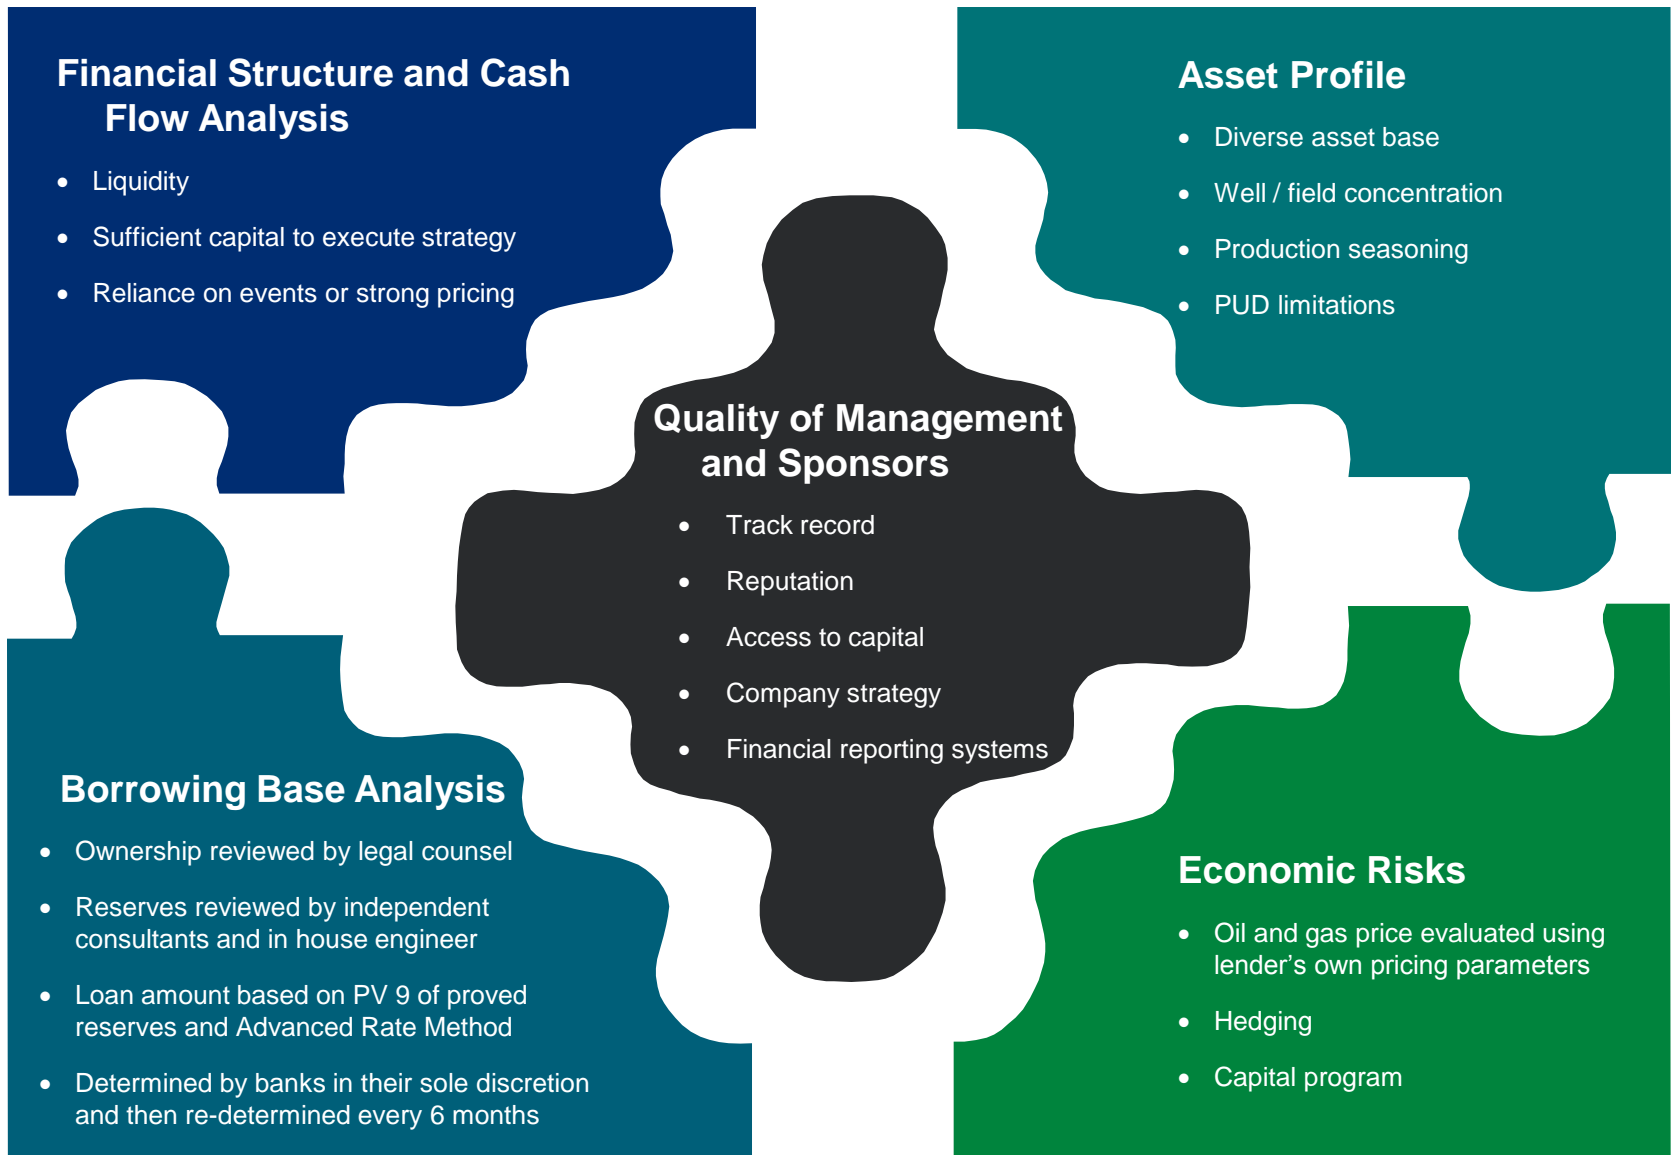 Financial Structure and Cash
Flow Analysis
• Liquidity
• Sufficient capital to execute strategy
• Reliance on events or strong pricing
Asset Profile
• Diverse asset base
• Well / field concentration
• Production seasoning
• PUD limitations
Quality of Management
and Sponsors
• Track record
• Reputation
• Access to capital
• Company strategy
• Financial reporting systems
Borrowing Base Analysis
• Ownership reviewed by legal counsel
• Reserves reviewed by independent
consultants and in house engineer
• Loan amount based on PV 9 of proved
reserves and Advanced Rate Method
• Determined by banks in their sole discretion
and then re-determined every 6 months
Economic Risks
• Oil and gas price evaluated using
lender’s own pricing parameters
• Hedging
• Capital program